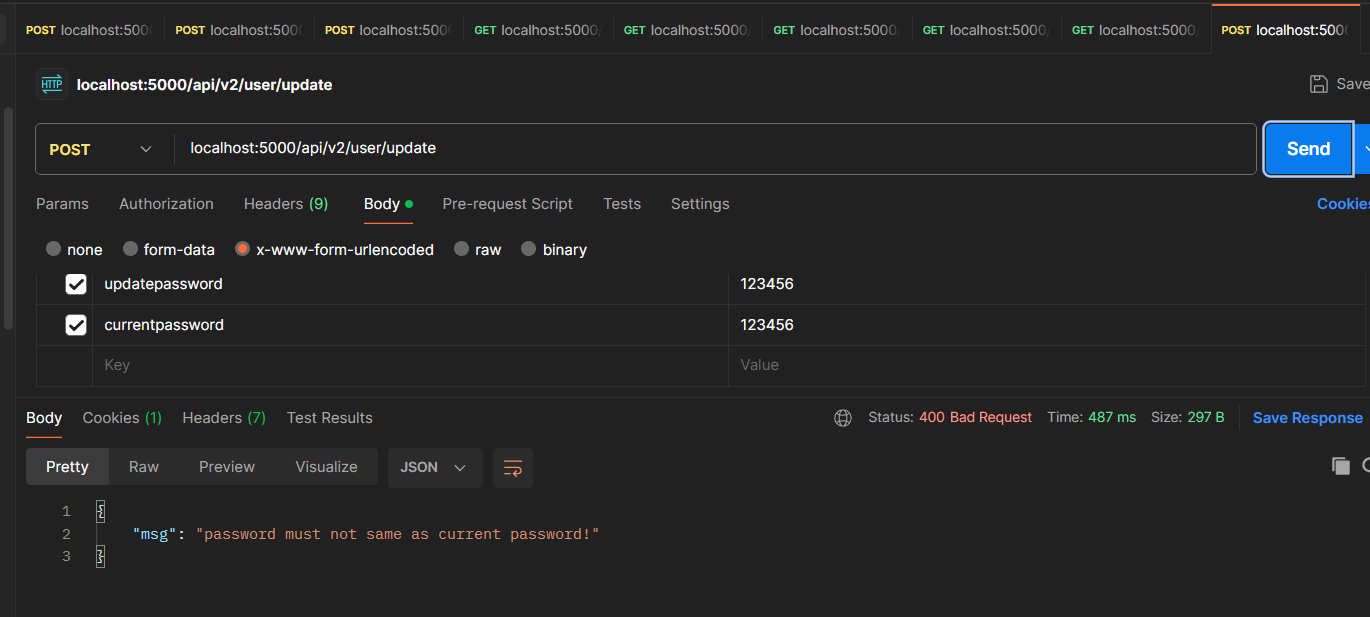 POST localhost:500 POST localhost:500 POST localhost:500 GET localhost:5000 GET localhost:5000 GET localhost:5000 GET localhost:5000 GET localhost:5000 POST localhost:500
HTTP localhost:5000/api/v2/user/update Save
POST localhost:5000/api/v2/user/update Send
Params Authorization Headers (9) Body Pre-request Script Tests Settings Cookies
none form-data x-www-form-urlencoded raw binary
updatepassword 123456
currentpassword 123456
Key Value
Body Cookies (1) Headers (7) Test Results Status: 400 Bad Request Time: 487 ms Size: 297 B Save Response
Pretty Raw Preview Visualize JSON
1 {
2 "msg": "password must not same as current password!"
3 }